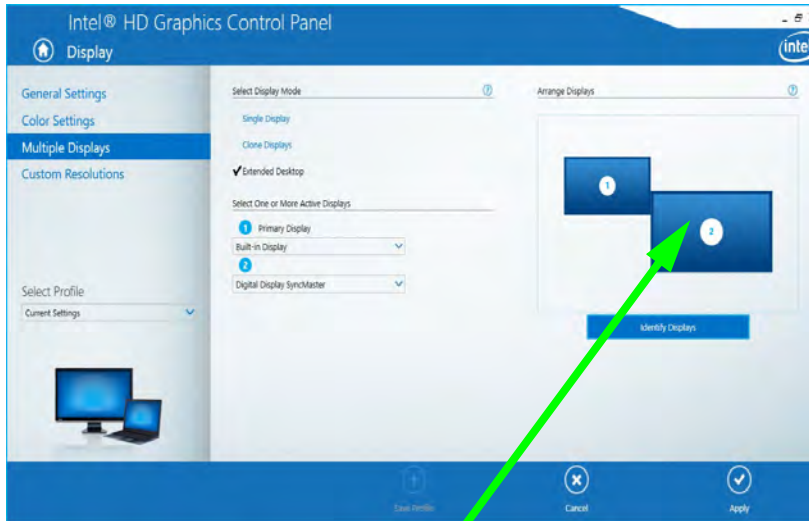 Intel® HD Graphics Control Panel
Display
inte
General Settings
Color Settings
Multiple Displays
Custom Resolutions
Select Profile
Current Settings
Select Display Mode
Single Display
Clone Displays
Extended Desktop
Select One or More Active Displays
1 Primary Display
Built-in Display
2
Digital Display SyncMaster
Arrange Displays
1
2
Identify Displays
Save Profile
Cancel
Apply